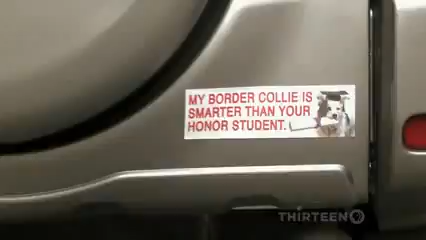 MY BORDER COLLIE IS
SMARTER THAN YOUR
HONOR STUDENT.
THIRTEEN